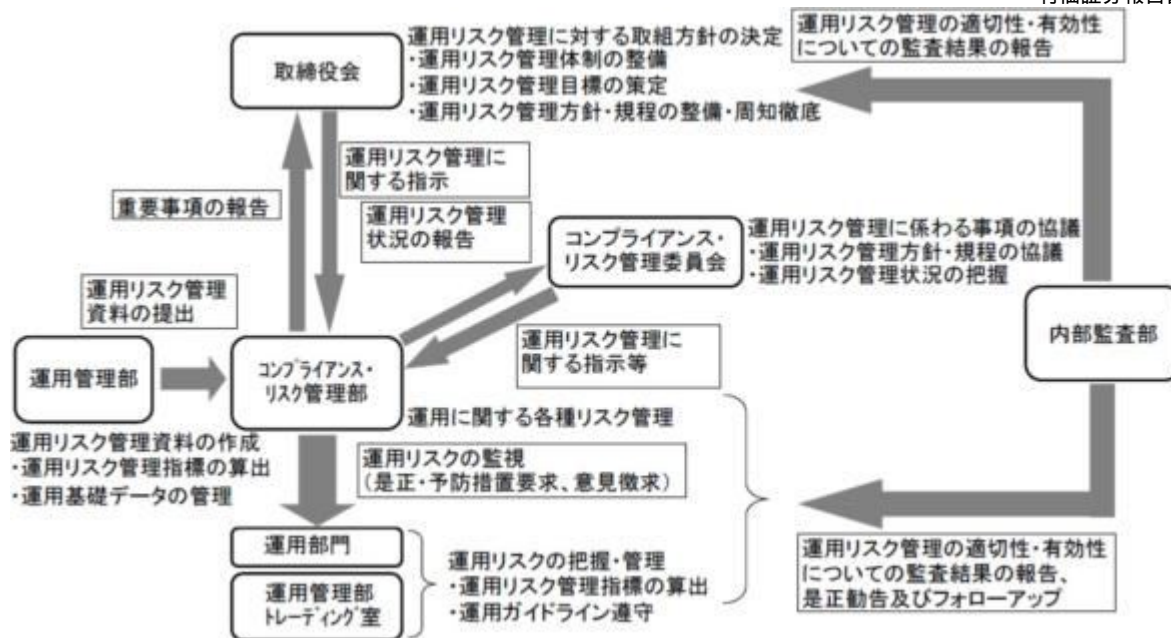 取締役会
運用リスク管理に対する取組方針の決定
・運用リスク管理体制の整備
・運用リスク管理目標の策定
・運用リスク管理方針・規程の整備・周知徹底
運用リスク管理の適切性・有効性
についての監査結果の報告
重要事項の報告
運用リスク管理に
関する指示
運用リスク管理
状況の報告
コンプライアンス・
リスク管理委員会
運用リスク管理に係わる事項の協議
・運用リスク管理方針・規程の協議
・運用リスク管理状況の把握
運用リスク管理
資料の提出
運用リスク管理に
関する指示等
内部監査部
運用管理部
コンプライアンス・
リスク管理部
運用に関する各種リスク管理
運用リスク管理資料の作成
・運用リスク管理指標の算出
・運用基礎データの管理
運用リスクの監視
(是正・予防措置要求、意見徴求)
運用部門
運用管理部
トレーディング室
運用リスクの把握・管理
・運用リスク管理指標の算出
・運用ガイドライン遵守
運用リスク管理の適切性・有効性
についての監査結果の報告、
是正勧告及びフォローアップ